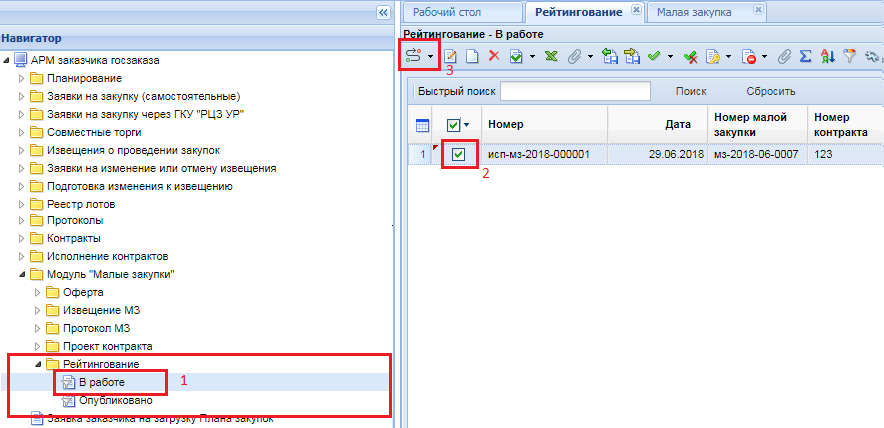 Навигатор
АРМ заказчика госзаказа
Планирование
Заявки на закупку (самостоятельные)
Заявки на закупку через ГКУ "РЦЗ УР"
Совместные торги
Извещения о проведении закупок
Заявки на изменение или отмену извещения
Подготовка изменения к извещению
Реестр лотов
Протоколы
Контракты
Исполнение контрактов
Модуль "Малые закупки"
Оферта
Извещение МЗ
Протокол МЗ
Проект контракта
Рейтингование
В работе 1
Опубликовано
Заявка заказчика на загрузку Плана закупок
Рабочий стол Рейтингование Малая закупка
Рейтингование - В работе
3
Быстрый поиск Поиск Сбросить
Номер Дата Номер малой закупки Номер контракта
1 исп-мз-2018-000001 29.06.2018 мз-2018-06-0007 123
2